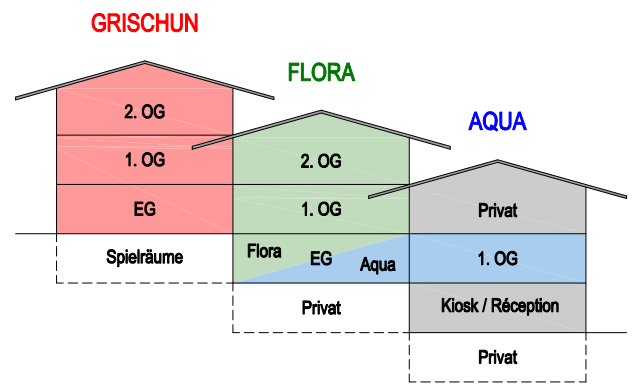 GRISCHUN
FLORA
AQUA
2. OG
1. OG
EG
Spielräume
2. OG
1. OG
Flora
EG
Aqua
Privat
Privat
1. OG
Kiosk / Réception
Privat